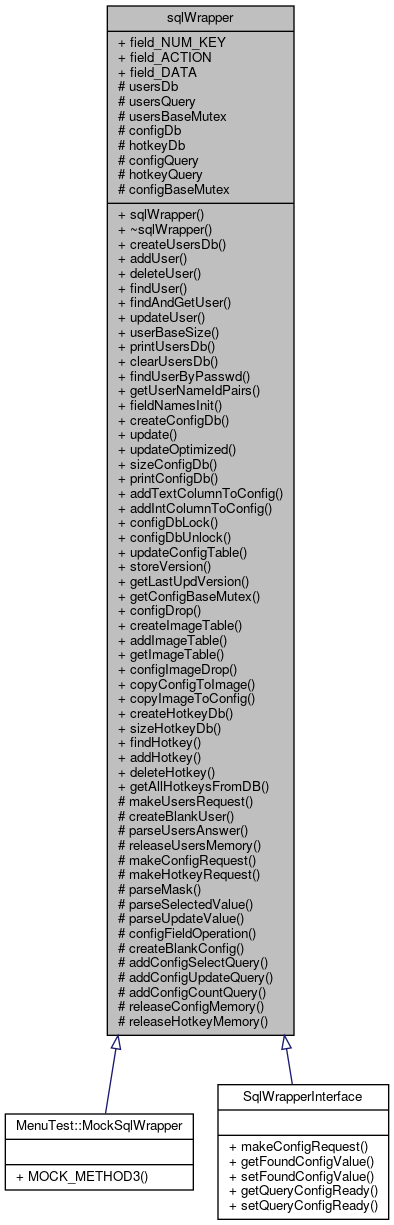 sqlWrapper
+ field_NUM_KEY
+ field_ACTION
+ field_DATA
# usersDb
# usersQuery
# usersBaseMutex
# configDb
# hotkeyDb
# configQuery
# hotkeyQuery
# configBaseMutex
+ sqlWrapper()
+ ~sqlWrapper()
+ createUsersDb()
+ addUser()
+ deleteUser()
+ findUser()
+ findAndGetUser()
+ updateUser()
+ userBaseSize()
+ printUsersDb()
+ clearUsersDb()
+ findUserByPasswd()
+ getUserNameIdPairs()
+ fieldNamesInit()
+ createConfigDb()
+ update()
+ updateOptimized()
+ sizeConfigDb()
+ printConfigDb()
+ addTextColumnToConfig()
+ addIntColumnToConfig()
+ configDbLock()
+ configDbUnlock()
+ updateConfigTable()
+ storeVersion()
+ getLastUpdVersion()
+ getConfigBaseMutex()
+ configDrop()
+ createImageTable()
+ addImageTable()
+ getImageTable()
+ configImageDrop()
+ copyConfigToImage()
+ copyImageToConfig()
+ createHotkeyDb()
+ sizeHotkeyDb()
+ findHotkey()
+ addHotkey()
+ deleteHotkey()
+ getAllHotkeysFromDB()
# makeUsersRequest()
# createBlankUser()
# parseUsersAnswer()
# releaseUsersMemory()
# makeConfigRequest()
# makeHotkeyRequest()
# parseMask()
# parseSelectedValue()
# parseUpdateValue()
# configFieldOperation()
# createBlankConfig()
# addConfigSelectQuery()
# addConfigUpdateQuery()
# addConfigCountQuery()
# releaseConfigMemory()
# releaseHotkeyMemory()
MenuTest::MockSqlWrapper
+ MOCK_METHOD3()
SqlWrapperInterface
+ makeConfigRequest()
+ getFoundConfigValue()
+ setFoundConfigValue()
+ getQueryConfigReady()
+ setQueryConfigReady()